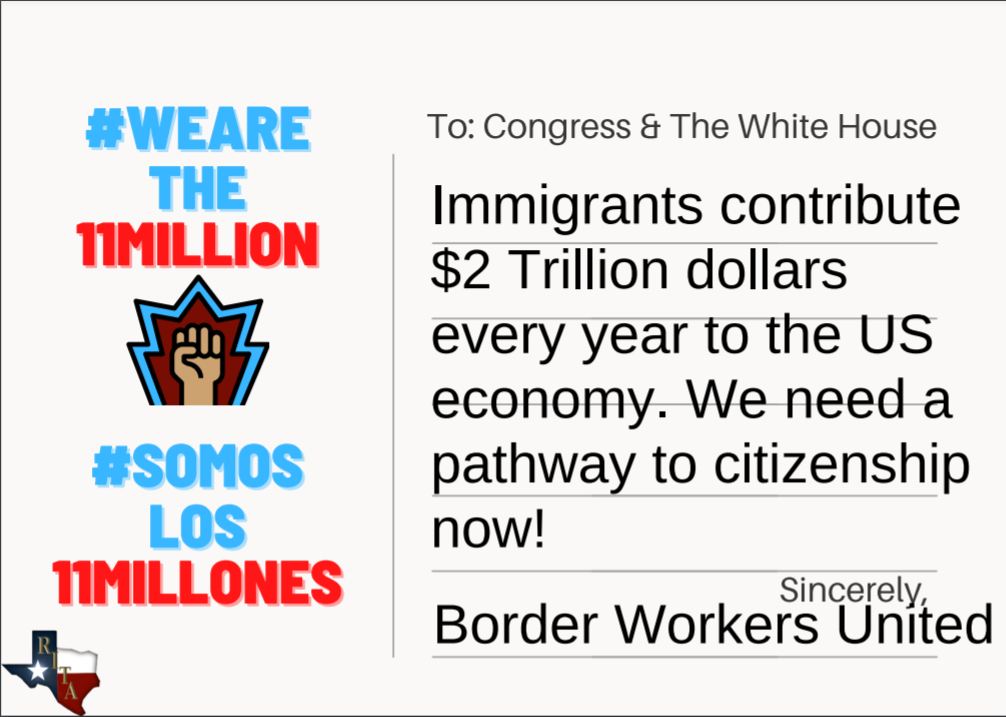 #WEARE
THE
11MILLION
#SOMOS
LOS
11MILLONES
RITA
To: Congress & The White House
Immigrants contribute
$2 Trillion dollars
every year to the US
economy. We need a
pathway to citizenship
now!
Sincerely,
Border Workers United